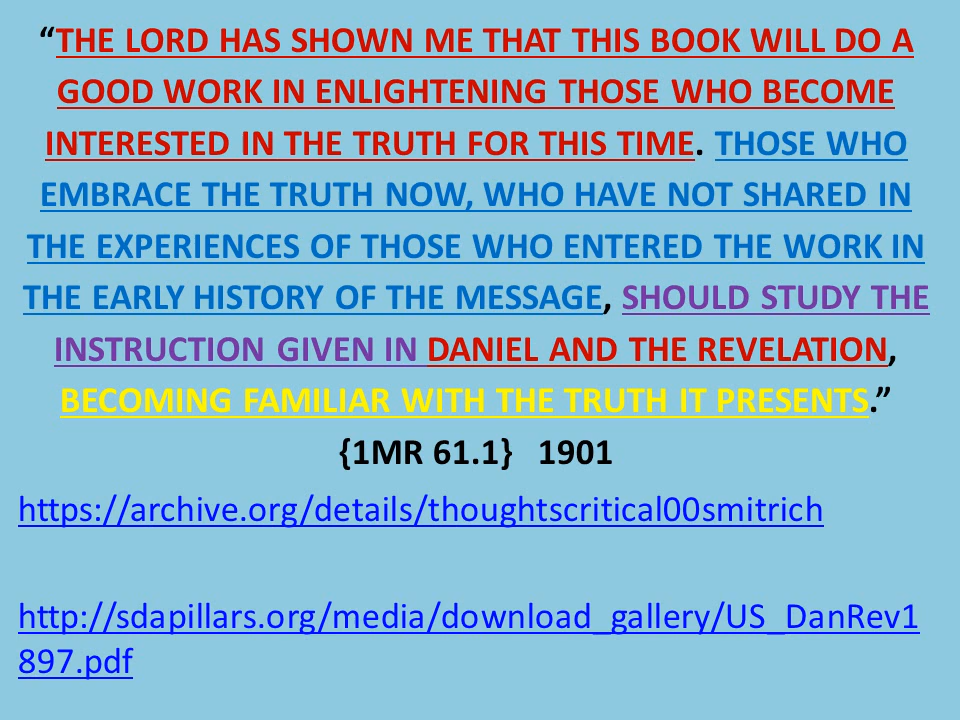 “THE LORD HAS SHOWN ME THAT THIS BOOK WILL DO A
GOOD WORK IN ENLIGHTENING THOSE WHO BECOME
INTERESTED IN THE TRUTH FOR THIS TIME. THOSE WHO
EMBRACE THE TRUTH NOW, WHO HAVE NOT SHARED IN
THE EXPERIENCES OF THOSE WHO ENTERED THE WORK IN
THE EARLY HISTORY OF THE MESSAGE, SHOULD STUDY THE
INSTRUCTION GIVEN IN DANIEL AND THE REVELATION,
BECOMING FAMILIAR WITH THE TRUTH IT PRESENTS.”
{1MR 61.1} 1901
https://archive.org/details/thoughtscritical00smitrich
http://sdapillars.org/media/download_gallery/US_DanRev1
897.pdf